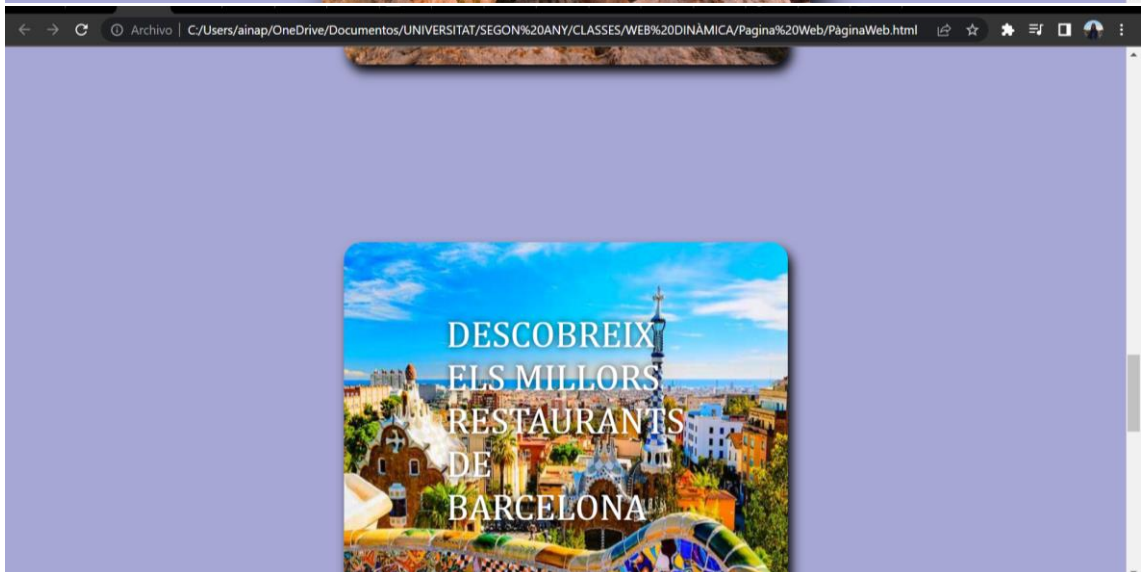 Archivo | C:/Users/ainap/OneDrive/Documentos/UNIVERSITAT/SEGON%20ANY/CLASSES/WEB%20DINÀMICA/Pagina%20Web/PàginaWeb.html
DESCOBREIX
ELS MILLORS
RESTAURANTS
DE
BARCELONA